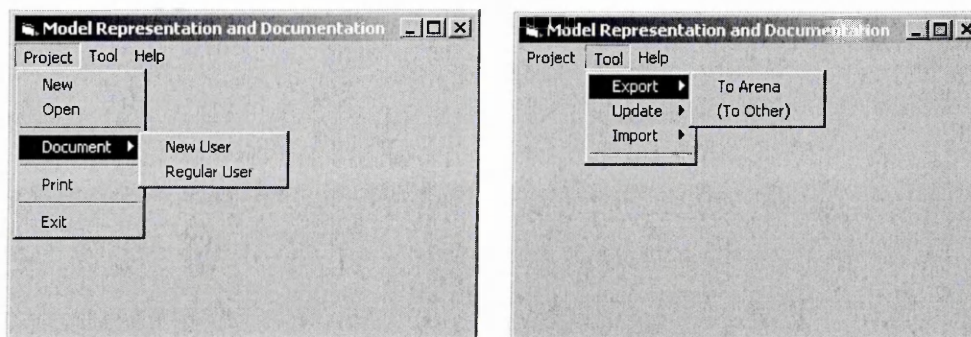 Model Representation and Documentation
Project Tool Help
New
Open
Document
New User
Regular User
Print
Exit
Model Representation and Documentation
Project Tool Help
Export
To Arena
Update
(To Other)
Import